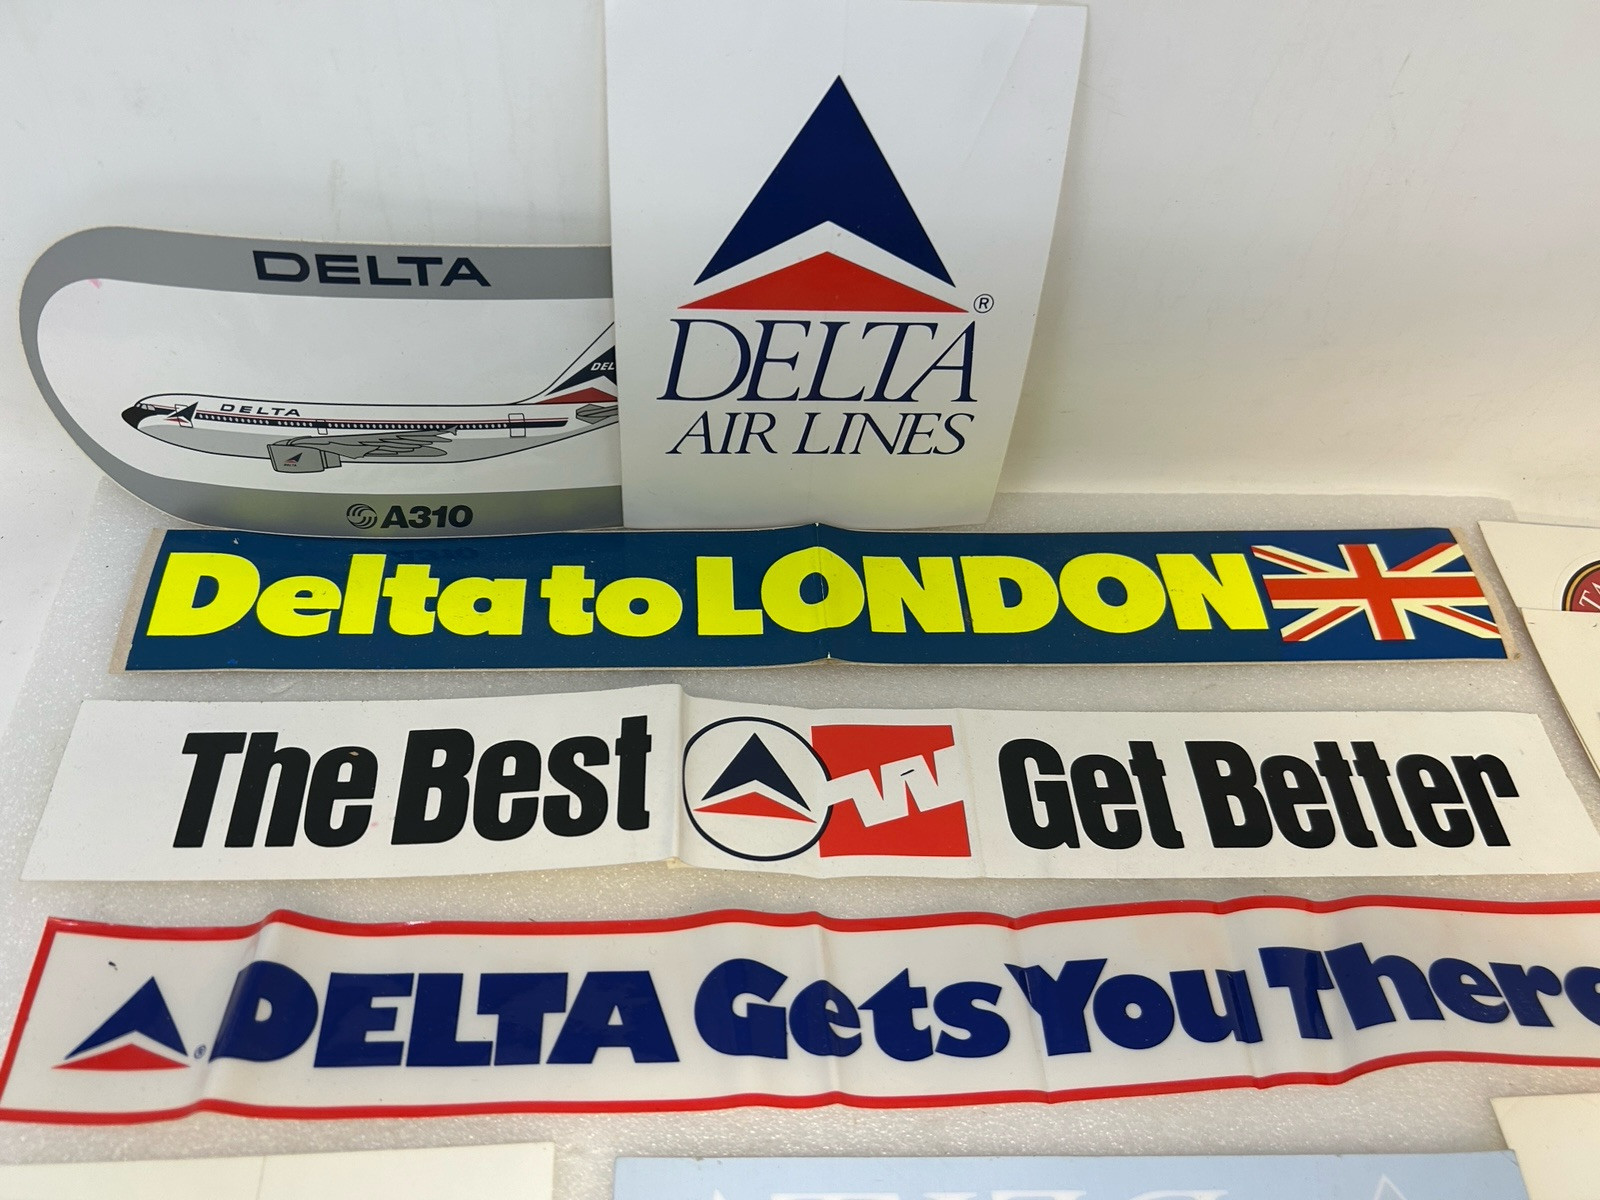 DELTA
DELTA
A310
®
DELTA
AIR LINES
Delta to LONDON
The Best Get Better
® DELTA Gets You There